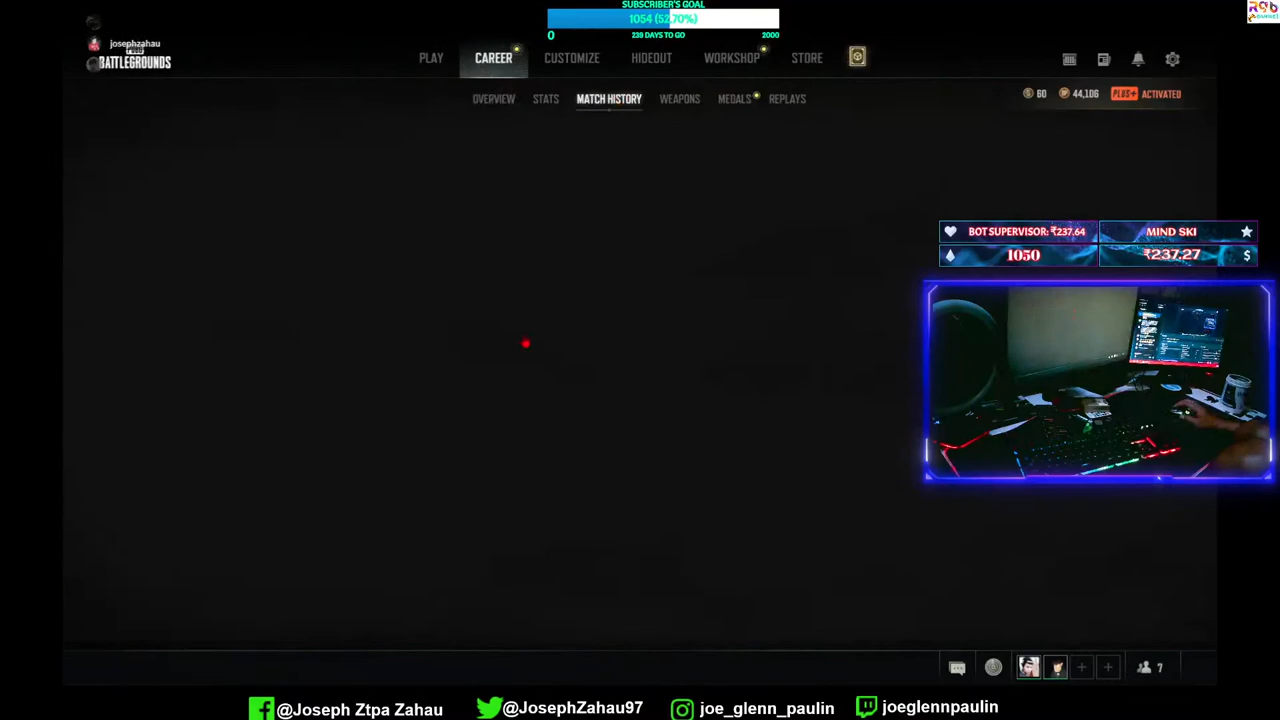 SUBSCRIBER'S GOAL
1054 (52.70%)
0
239 DAYS TO GO
2000
josephzahau
BATTLEGROUNDS
PLAY
CAREER
CUSTOMIZE
HIDEOUT
WORKSHOP
STORE
OVERVIEW
STATS
MATCH HISTORY
WEAPONS
MEDALS
REPLAYS
60
44,106
PLUS+
ACTIVATED
BOT SUPERVISOR: ₹237.64
MIND SKI
1050
₹237.27
7
@Joseph Ztpa Zahau
@JosephZahau97
joe_glenn_paulin
joeglennpaulin